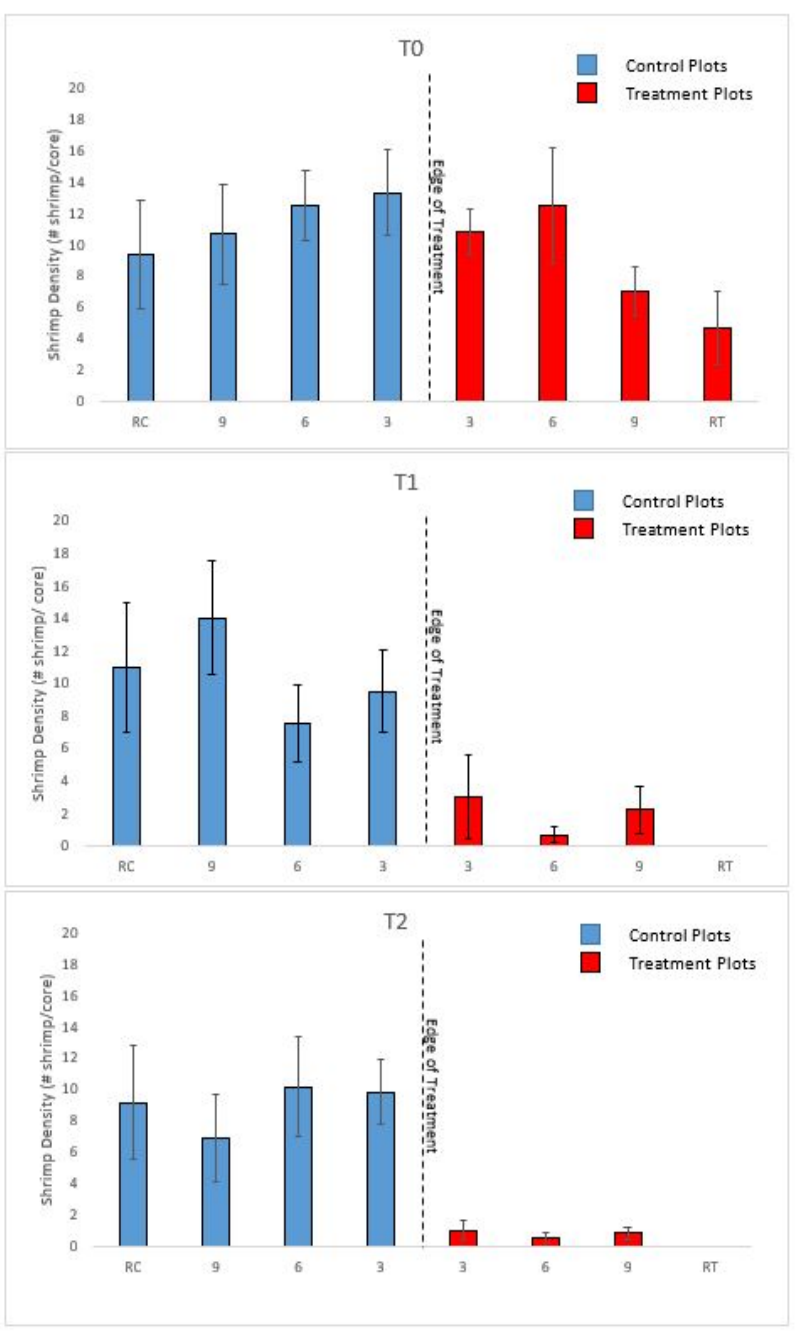 T0
Control Plots
Treatment Plots
Shrimp Density (# shrimp/core)
20
18
16
14
12
10
8
6
4
2
0
Edge of Treatment
RC 9 6 3 3 6 9 RT
T1
Control Plots
Treatment Plots
Shrimp Density (# shrimp/ core)
20
18
16
14
12
10
8
6
4
2
0
Edge of Treatment
RC 9 6 3 3 6 9 RT
T2
Control Plots
Treatment Plots
Shrimp Density (# shrimp/core)
20
18
16
14
12
10
8
6
4
2
0
Edge of Treatment
RC 9 6 3 3 6 9 RT